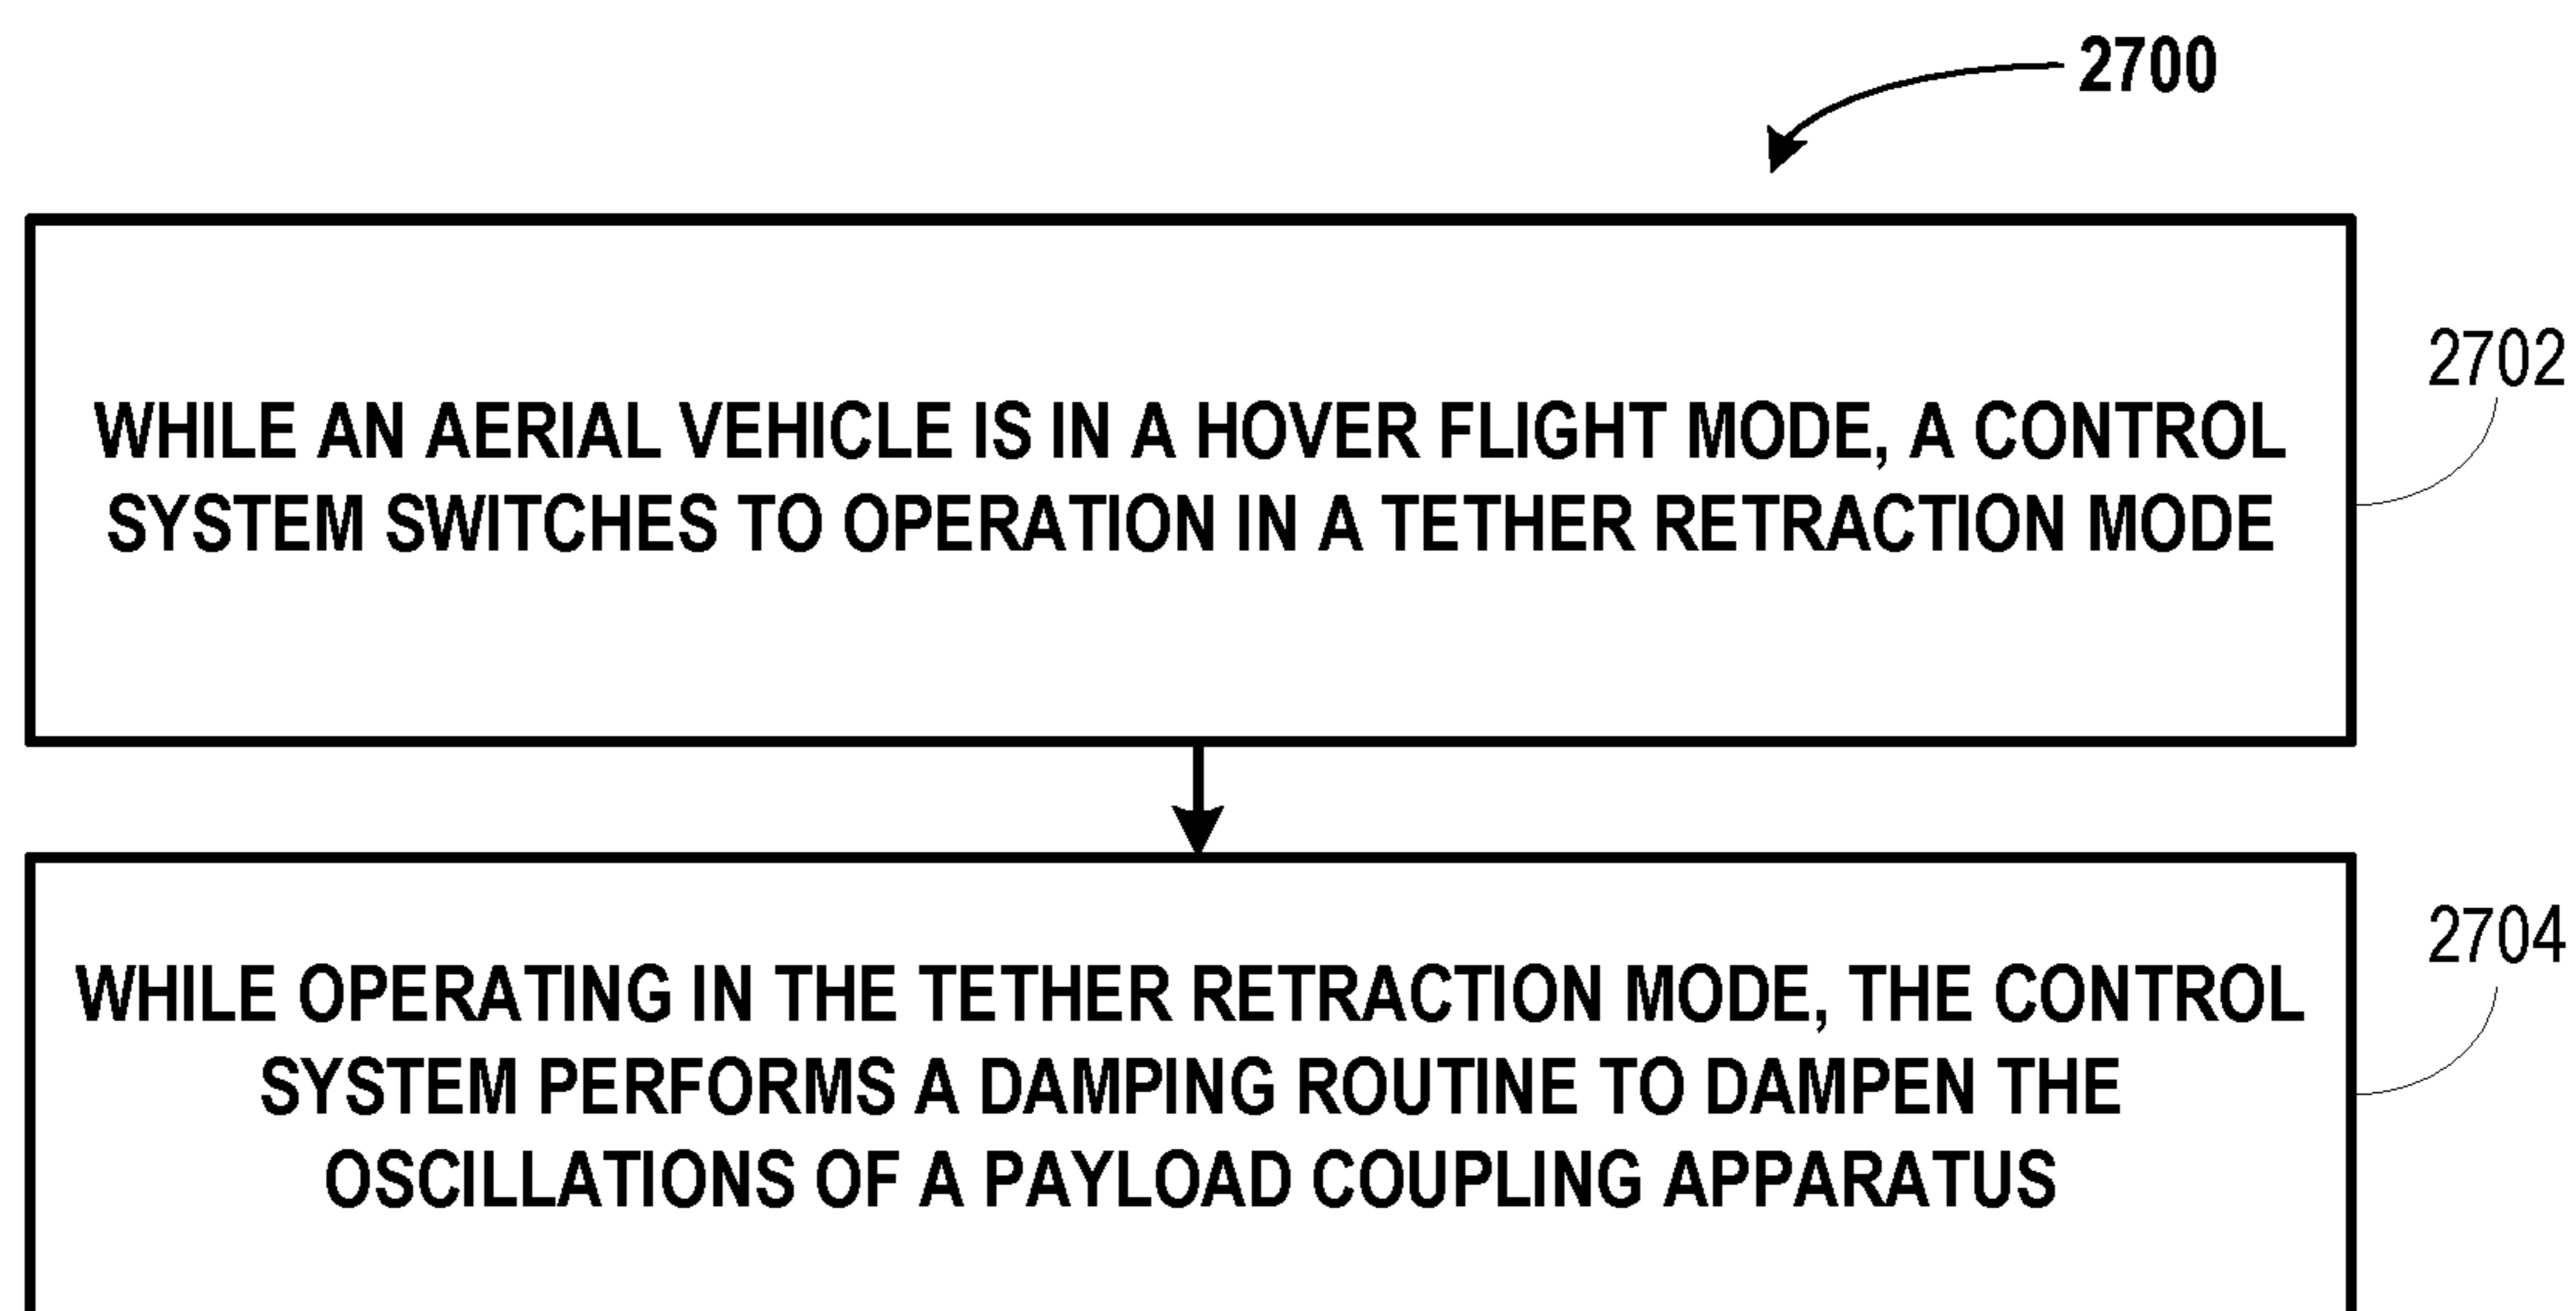 2700
WHILE AN AERIAL VEHICLE IS IN A HOVER FLIGHT MODE, A CONTROL
SYSTEM SWITCHES TO OPERATION IN A TETHER RETRACTION MODE
2702
WHILE OPERATING IN THE TETHER RETRACTION MODE, THE CONTROL
SYSTEM PERFORMS A DAMPING ROUTINE TO DAMPEN THE
OSCILLATIONS OF A PAYLOAD COUPLING APPARATUS
2704